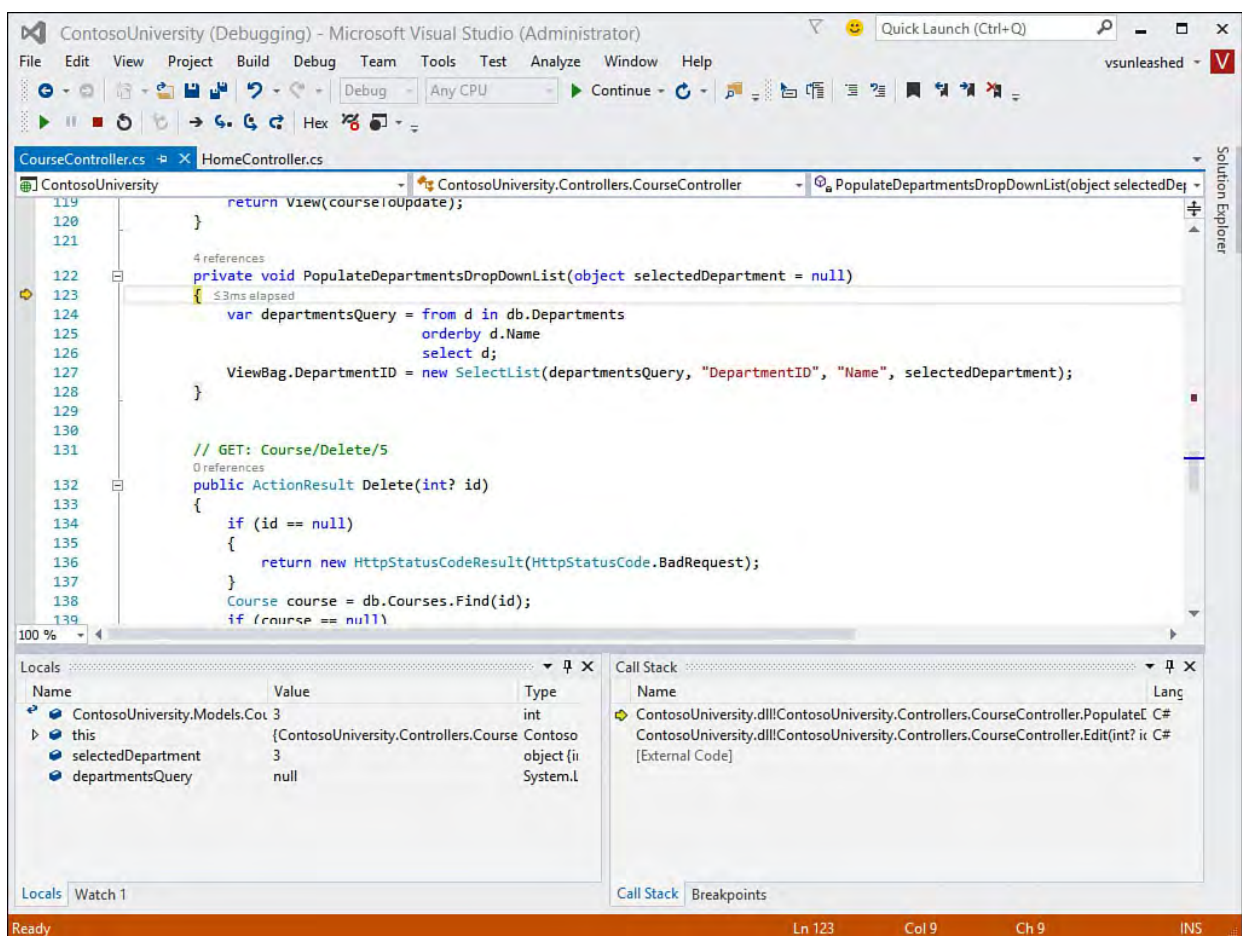 ContosoUniversity (Debugging) - Microsoft Visual Studio (Administrator)
Quick Launch (Ctrl+Q)
File Edit View Project Build Debug Team Tools Test Analyze Window Help
vsunleashed
V
Debug
Any CPU
Continue
Hex
CourseController.cs
HomeController.cs
Solution Explorer
ContosoUniversity
ContosoUniversity.Controllers.CourseController
PopulateDepartmentsDropDownList(object selectedDep
119 return View(courseToUpdate);
120 }
121
4 references
122 private void PopulateDepartmentsDropDownList(object selectedDepartment = null)
123 { ≤3ms elapsed
124 var departmentsQuery = from d in db.Departments
125 orderby d.Name
126 select d;
127 ViewBag.DepartmentID = new SelectList(departmentsQuery, "DepartmentID", "Name", selectedDepartment);
128 }
129
130
131 // GET: Course/Delete/5
0 references
132 public ActionResult Delete(int? id)
133 {
134 if (id == null)
135 {
136 return new HttpStatusCodeResult(HttpStatusCode.BadRequest);
137 }
138 Course course = db.Courses.Find(id);
139 if (course == null)
100 %
Locals
Name Value Type
ContosoUniversity.Models.Cou 3 int
this {ContosoUniversity.Controllers.Course Contoso
selectedDepartment 3 object {in
departmentsQuery null System.L
Locals Watch 1
Call Stack
Name Lang
ContosoUniversity.dll!ContosoUniversity.Controllers.CourseController.PopulateD C#
ContosoUniversity.dll!ContosoUniversity.Controllers.CourseController.Edit(int? id C#
[External Code]
Call Stack Breakpoints
Ready Ln 123 Col 9 Ch 9 INS